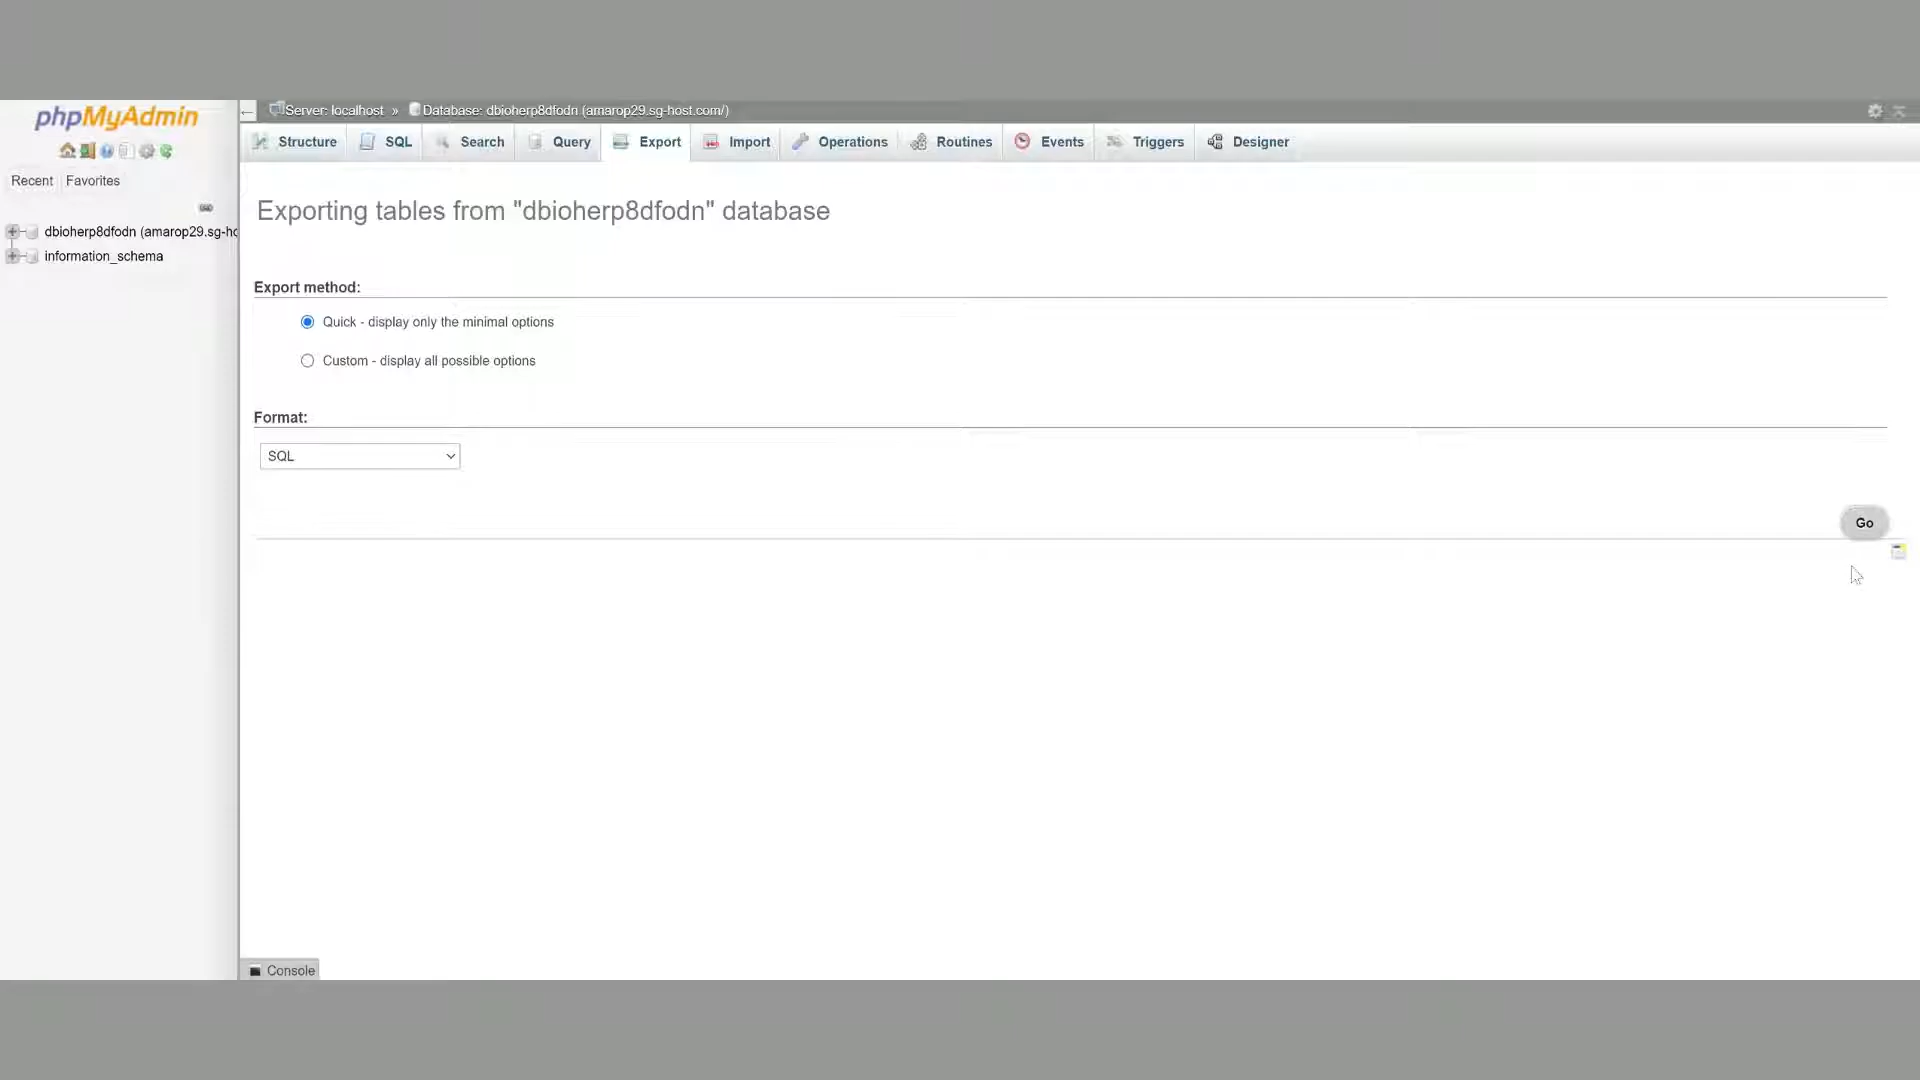 phpMyAdmin
Recent Favorites
dbioherp8dfodn (amarop29.sg-ho
information_schema
Server: localhost » Database: dbioherp8dfodn (amarop29.sg-host.com/)
Structure SQL Search Query Export Import Operations Routines Events Triggers Designer
Exporting tables from "dbioherp8dfodn" database
Export method:
Quick - display only the minimal options
Custom - display all possible options
Format:
SQL
Go
Console